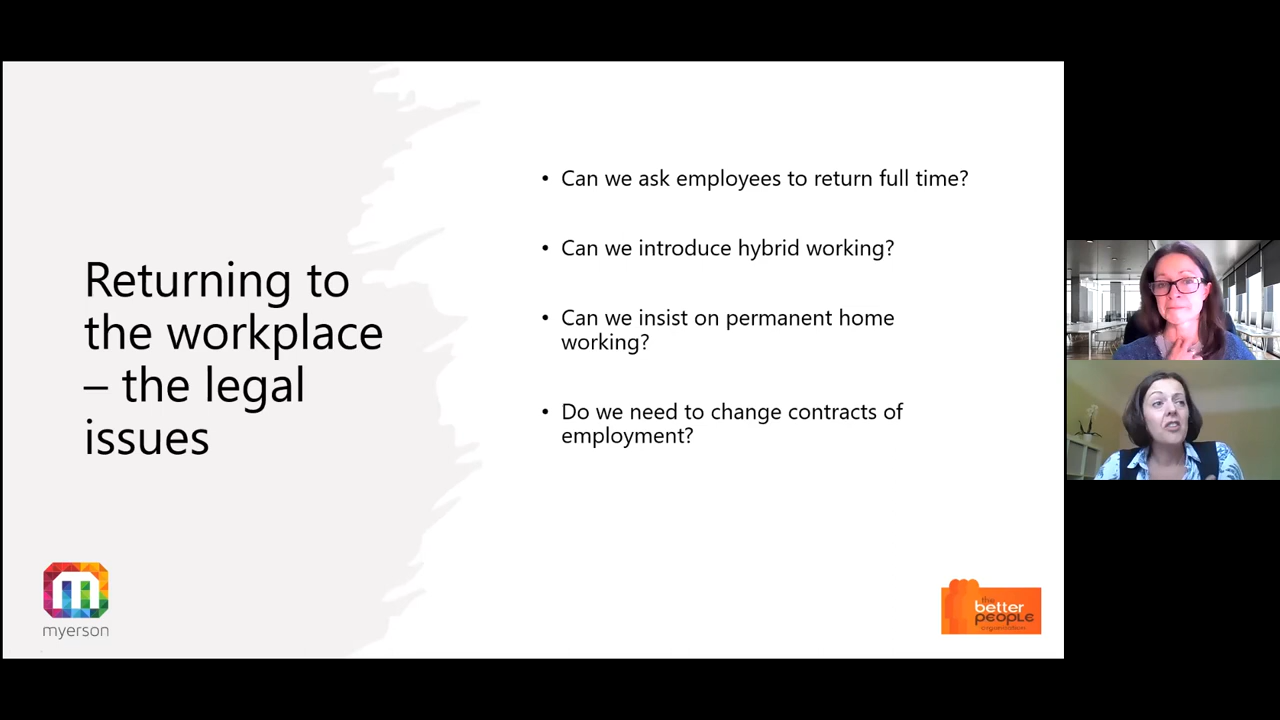 Returning to
the workplace
– the legal
issues
• Can we ask employees to return full time?
• Can we introduce hybrid working?
• Can we insist on permanent home
working?
• Do we need to change contracts of
employment?
myerson
the
better
people
organisation